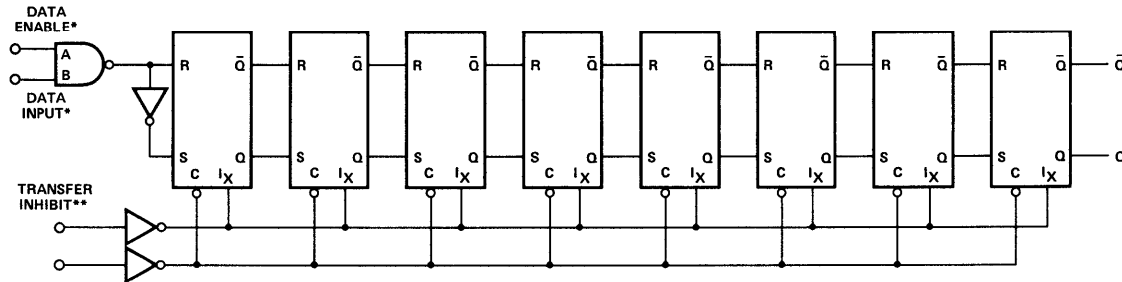 DATA
ENABLE*
A
B
DATA
INPUT*
R Q̄ R Q̄ R Q̄ R Q̄ R Q̄ R Q̄ R Q̄ R Q̄ Q̄
S Q S Q S Q S Q S Q S Q S Q S Q
C IX C IX C IX C IX C IX C IX C IX C IX
TRANSFER
INHIBIT**